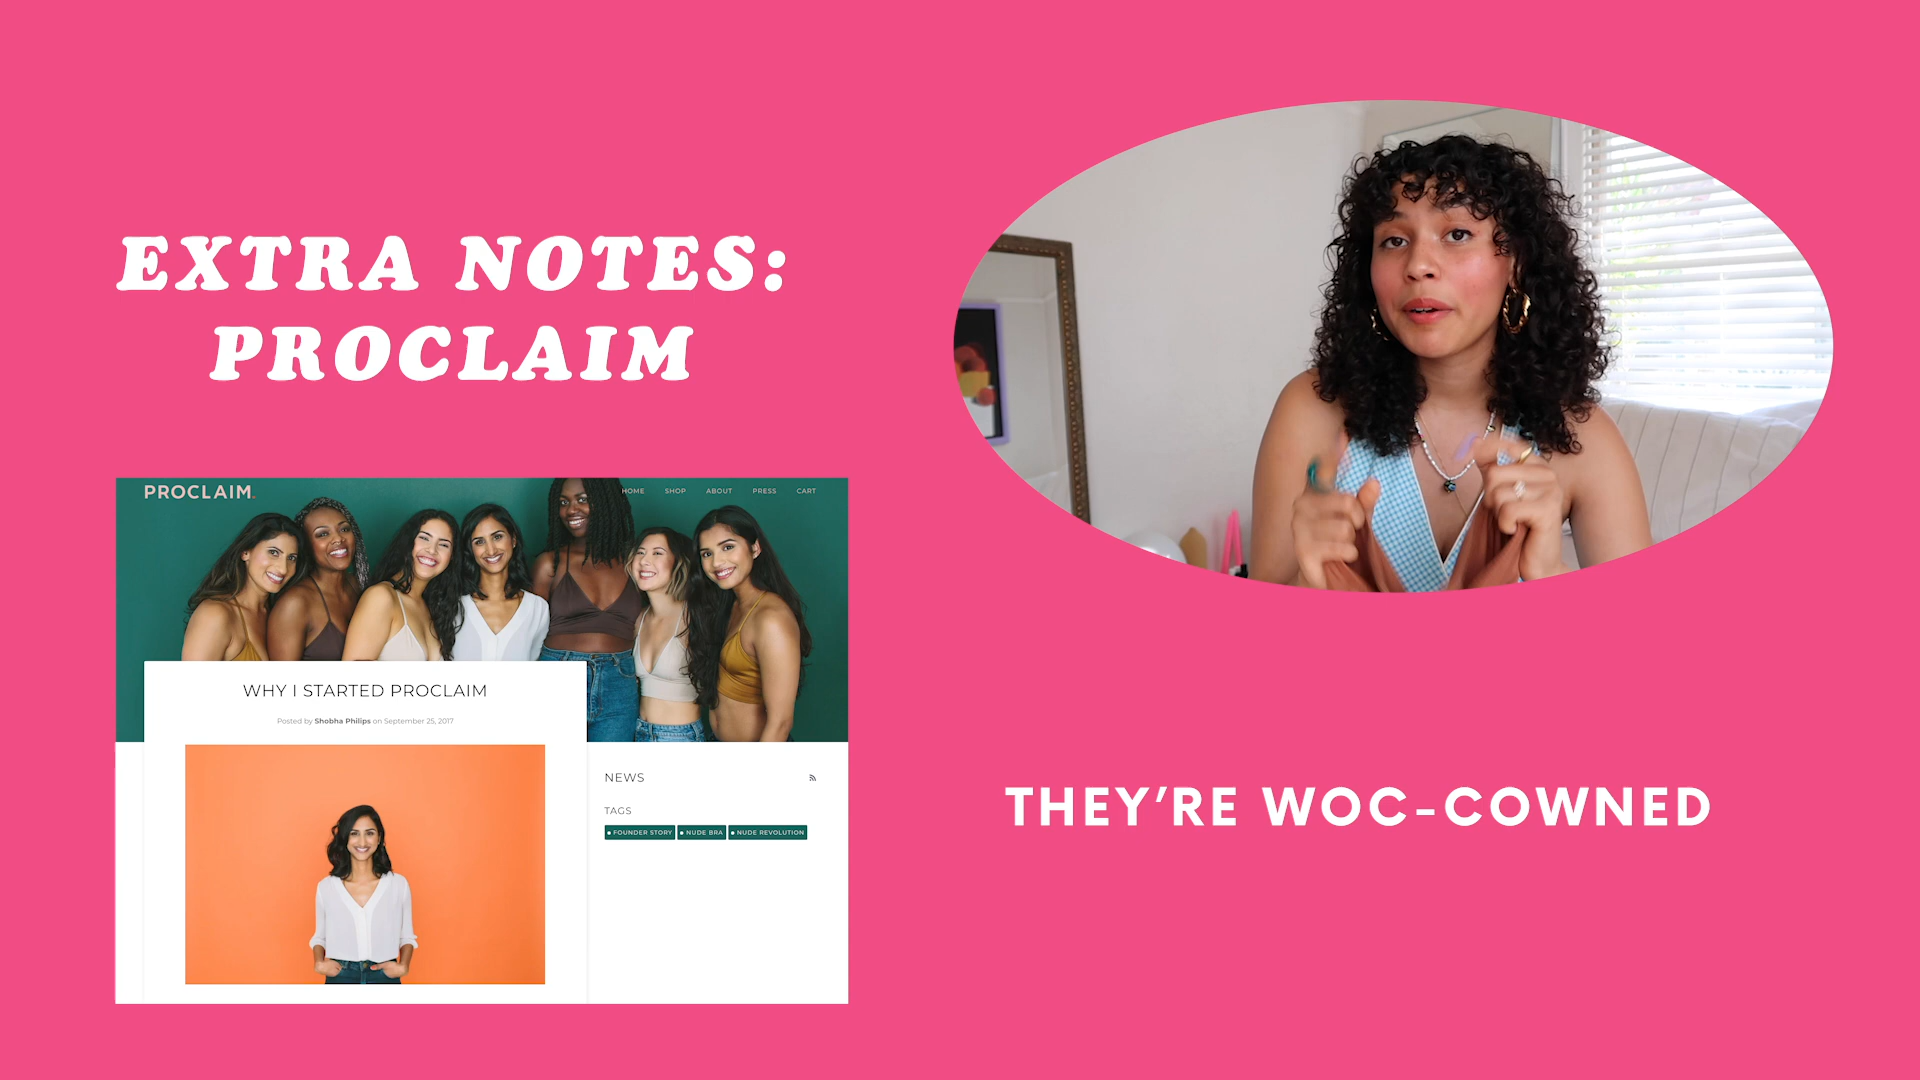 EXTRA NOTES:
PROCLAIM
PROCLAIM.
HOME SHOP ABOUT PRESS CART
WHY I STARTED PROCLAIM
Posted by Shobha Philips on September 25, 2017
NEWS
TAGS
FOUNDER STORY NUDE BRA NUDE REVOLUTION
THEY'RE WOC-COWNED